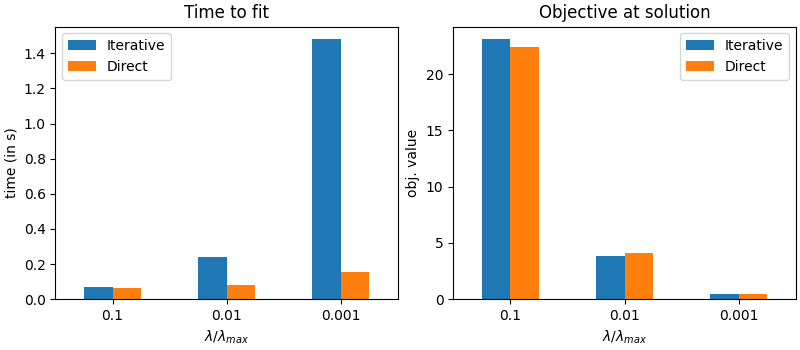 Time to fit
Iterative
Direct
time (in s)
1.4
1.2
1.0
0.8
0.6
0.4
0.2
0.0
0.1
0.01
0.001
λ/λmax
Objective at solution
Iterative
Direct
obj. value
20
15
10
5
0
0.1
0.01
0.001
λ/λmax